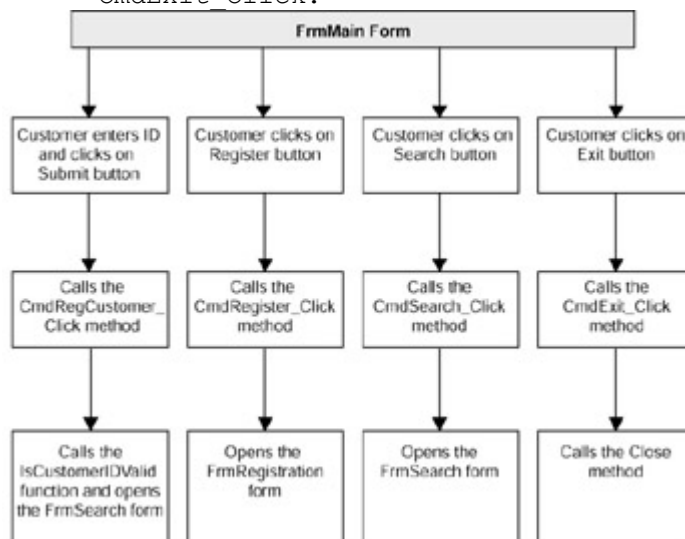 CmdExit_Click.
FrmMain Form
Customer enters ID
and clicks on
Submit button
Customer clicks on
Register button
Customer clicks on
Search button
Customer clicks on
Exit button
Calls the
CmdRegCustomer_
Click method
Calls the
CmdRegister_Click
method
Calls the
CmdSearch_Click
method
Calls the
CmdExit_Click
method
Calls the
IsCustomerIDValid
function and opens
the FrmSearch form
Opens the
FrmRegistration
form
Opens the
FrmSearch form
Calls the Close
method